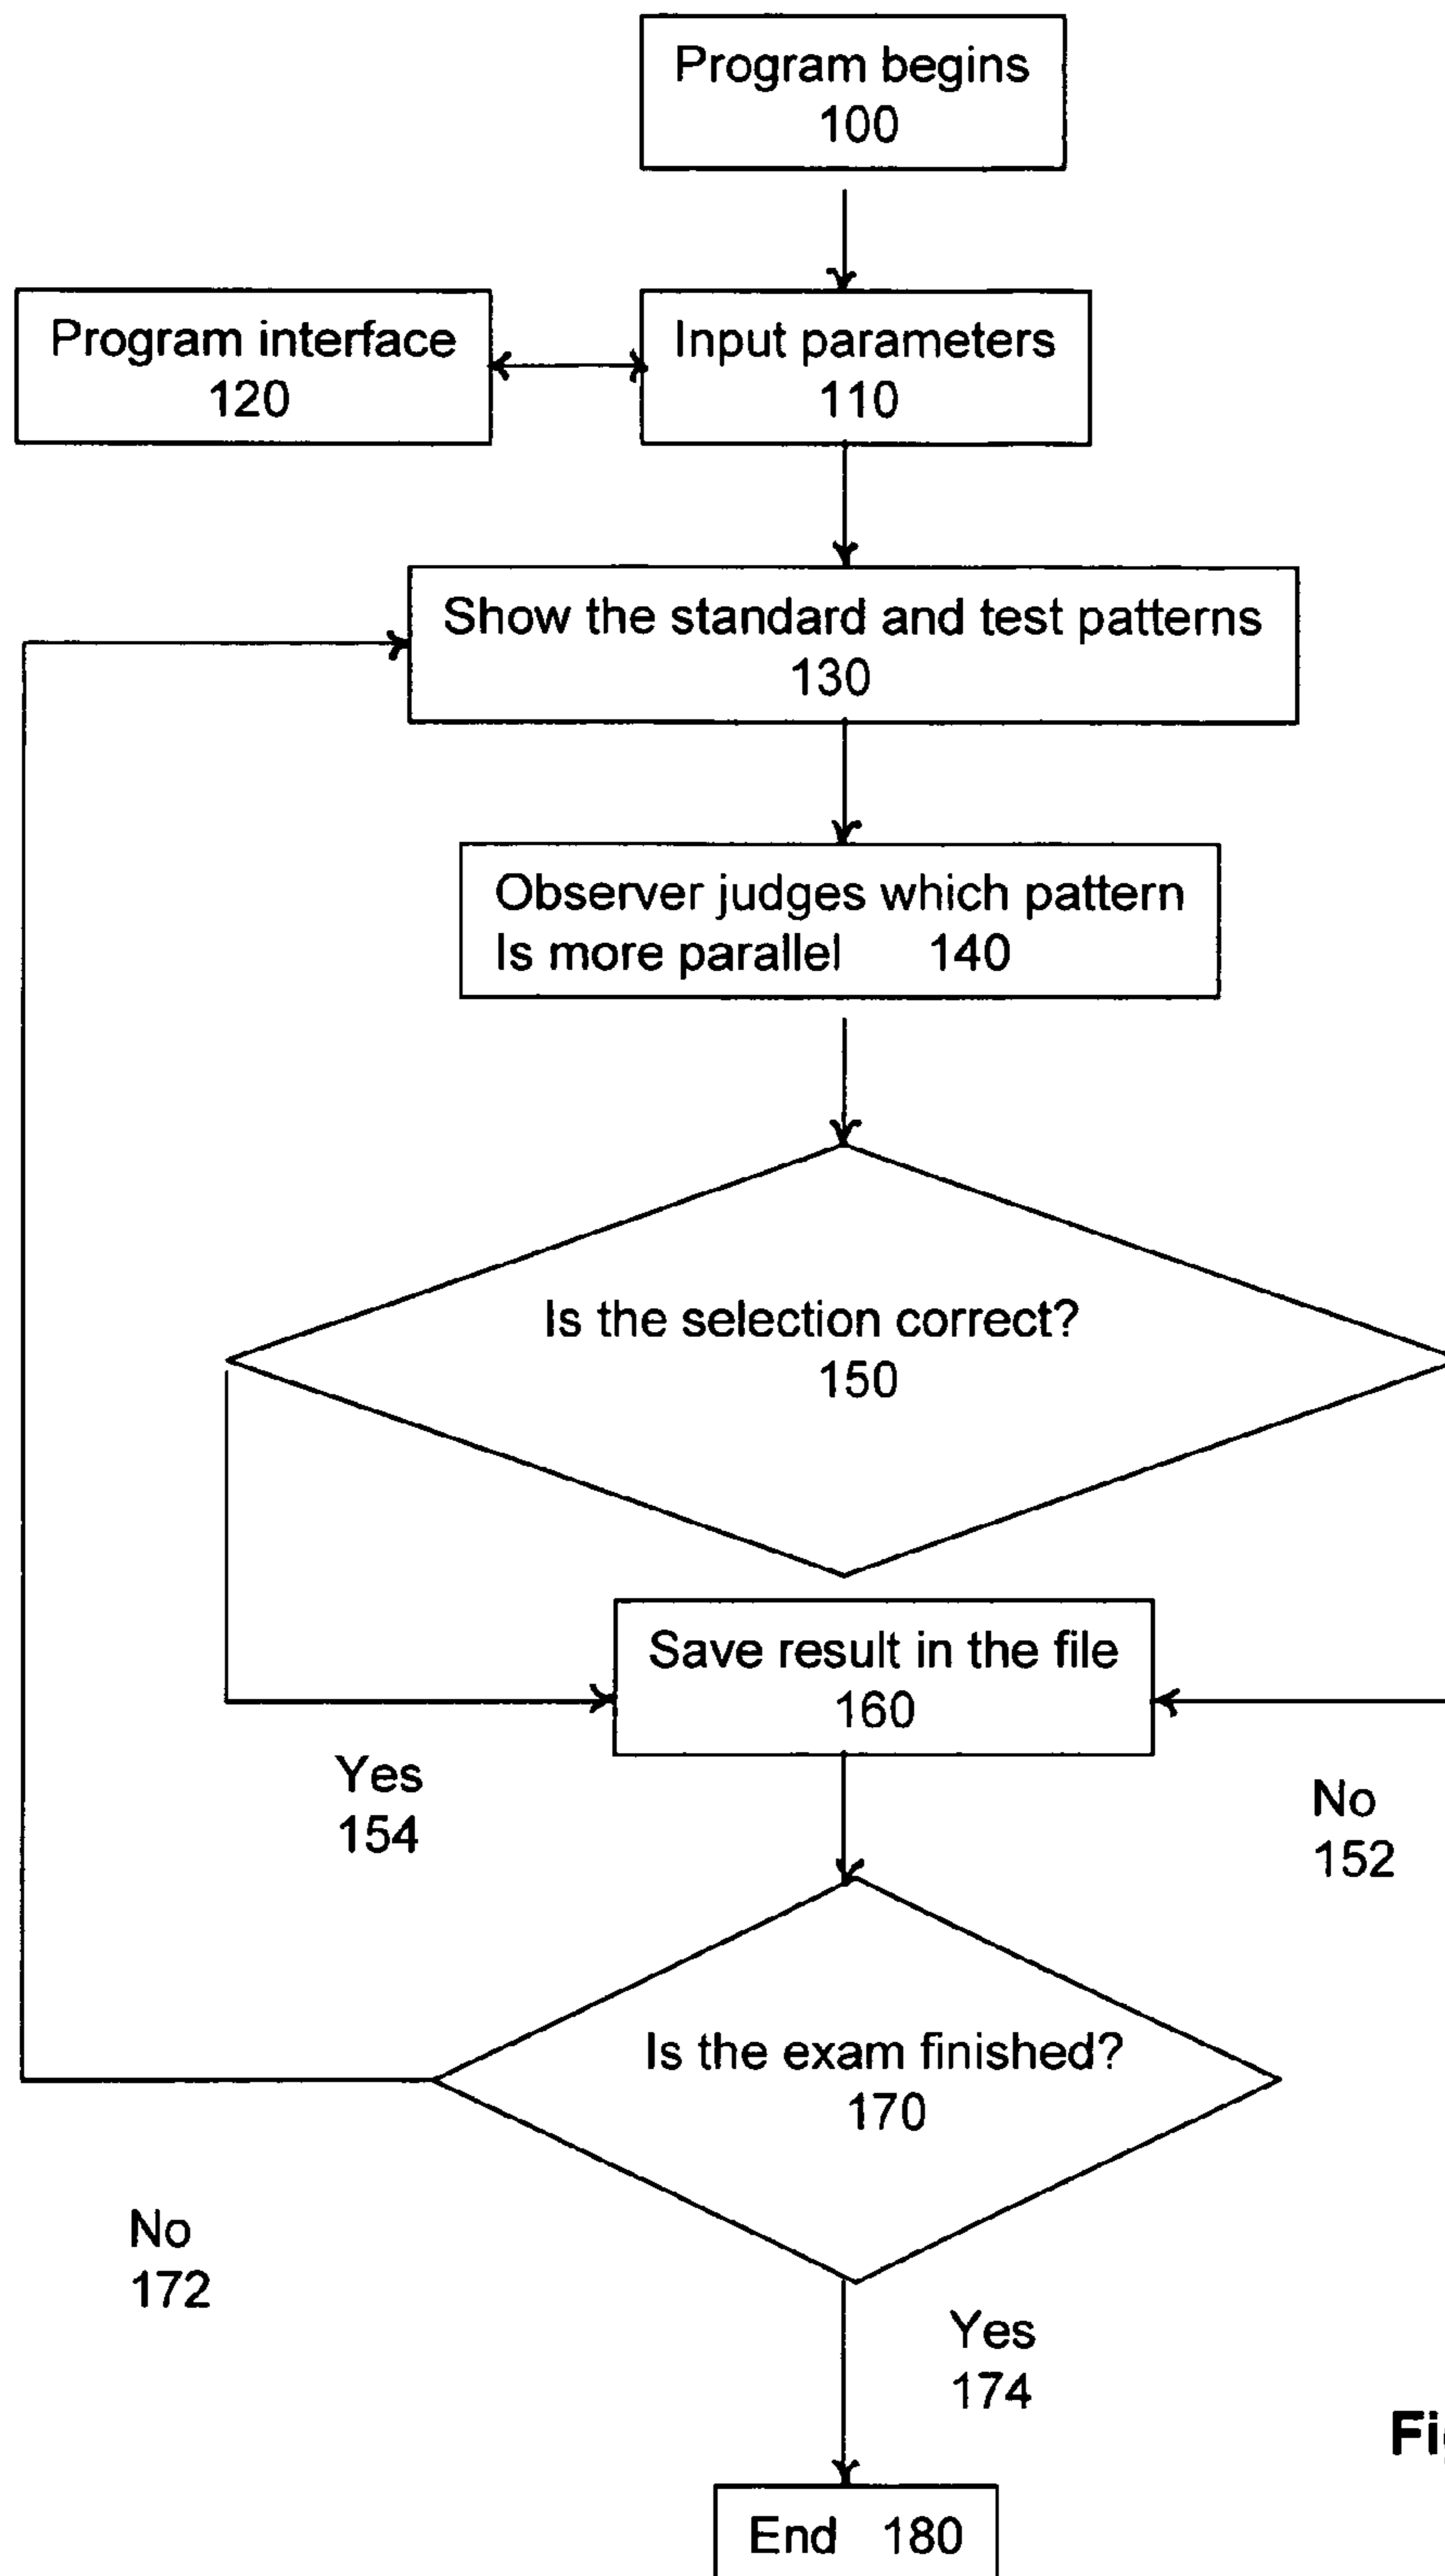 Program begins
100
Program interface
120
Input parameters
110
Show the standard and test patterns
130
Observer judges which pattern
Is more parallel 140
Is the selection correct?
150
Save result in the file
160
Yes
154
No
152
Is the exam finished?
170
No
172
Yes
174
End 180